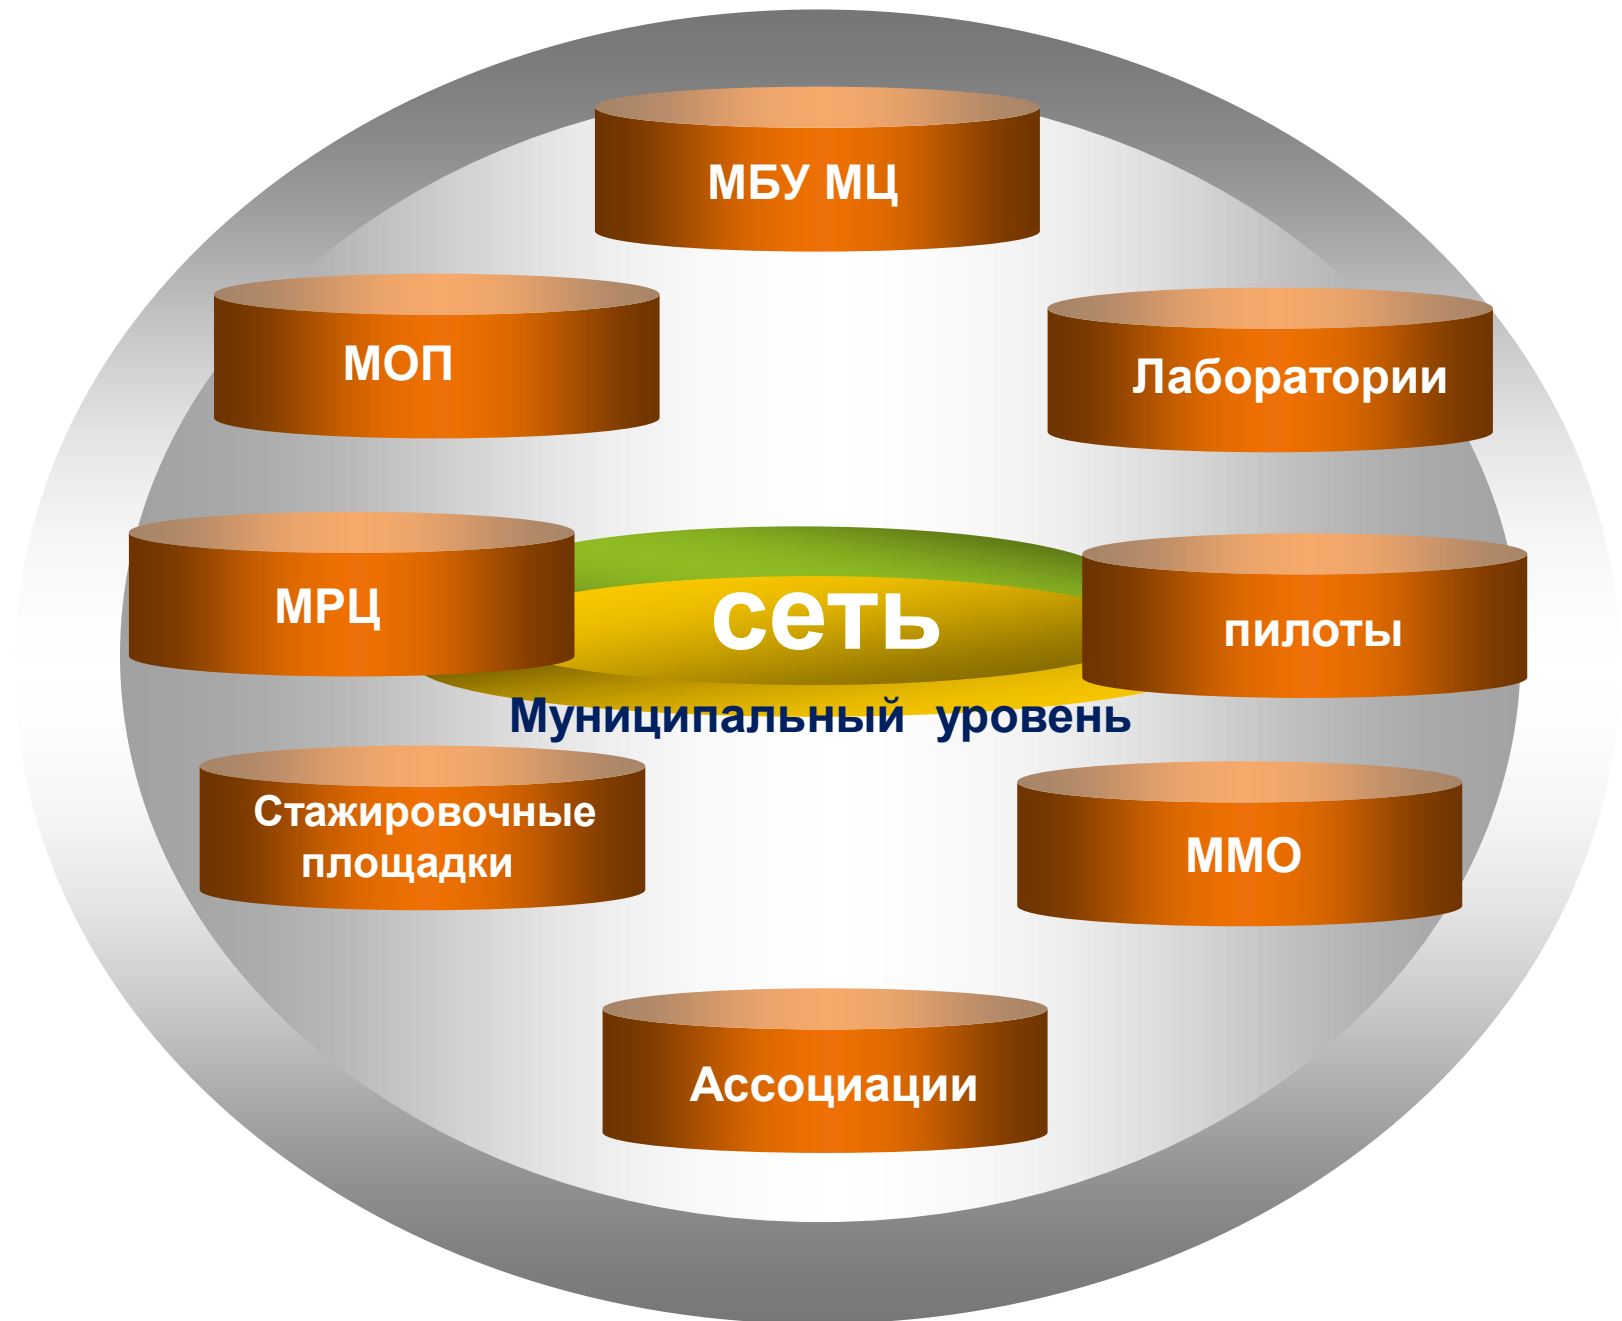 МБУ МЦ
МОП
Лаборатории
МРЦ
сеть
пилоты
Муниципальный уровень
Стажировочные
площадки
ММО
Ассоциации